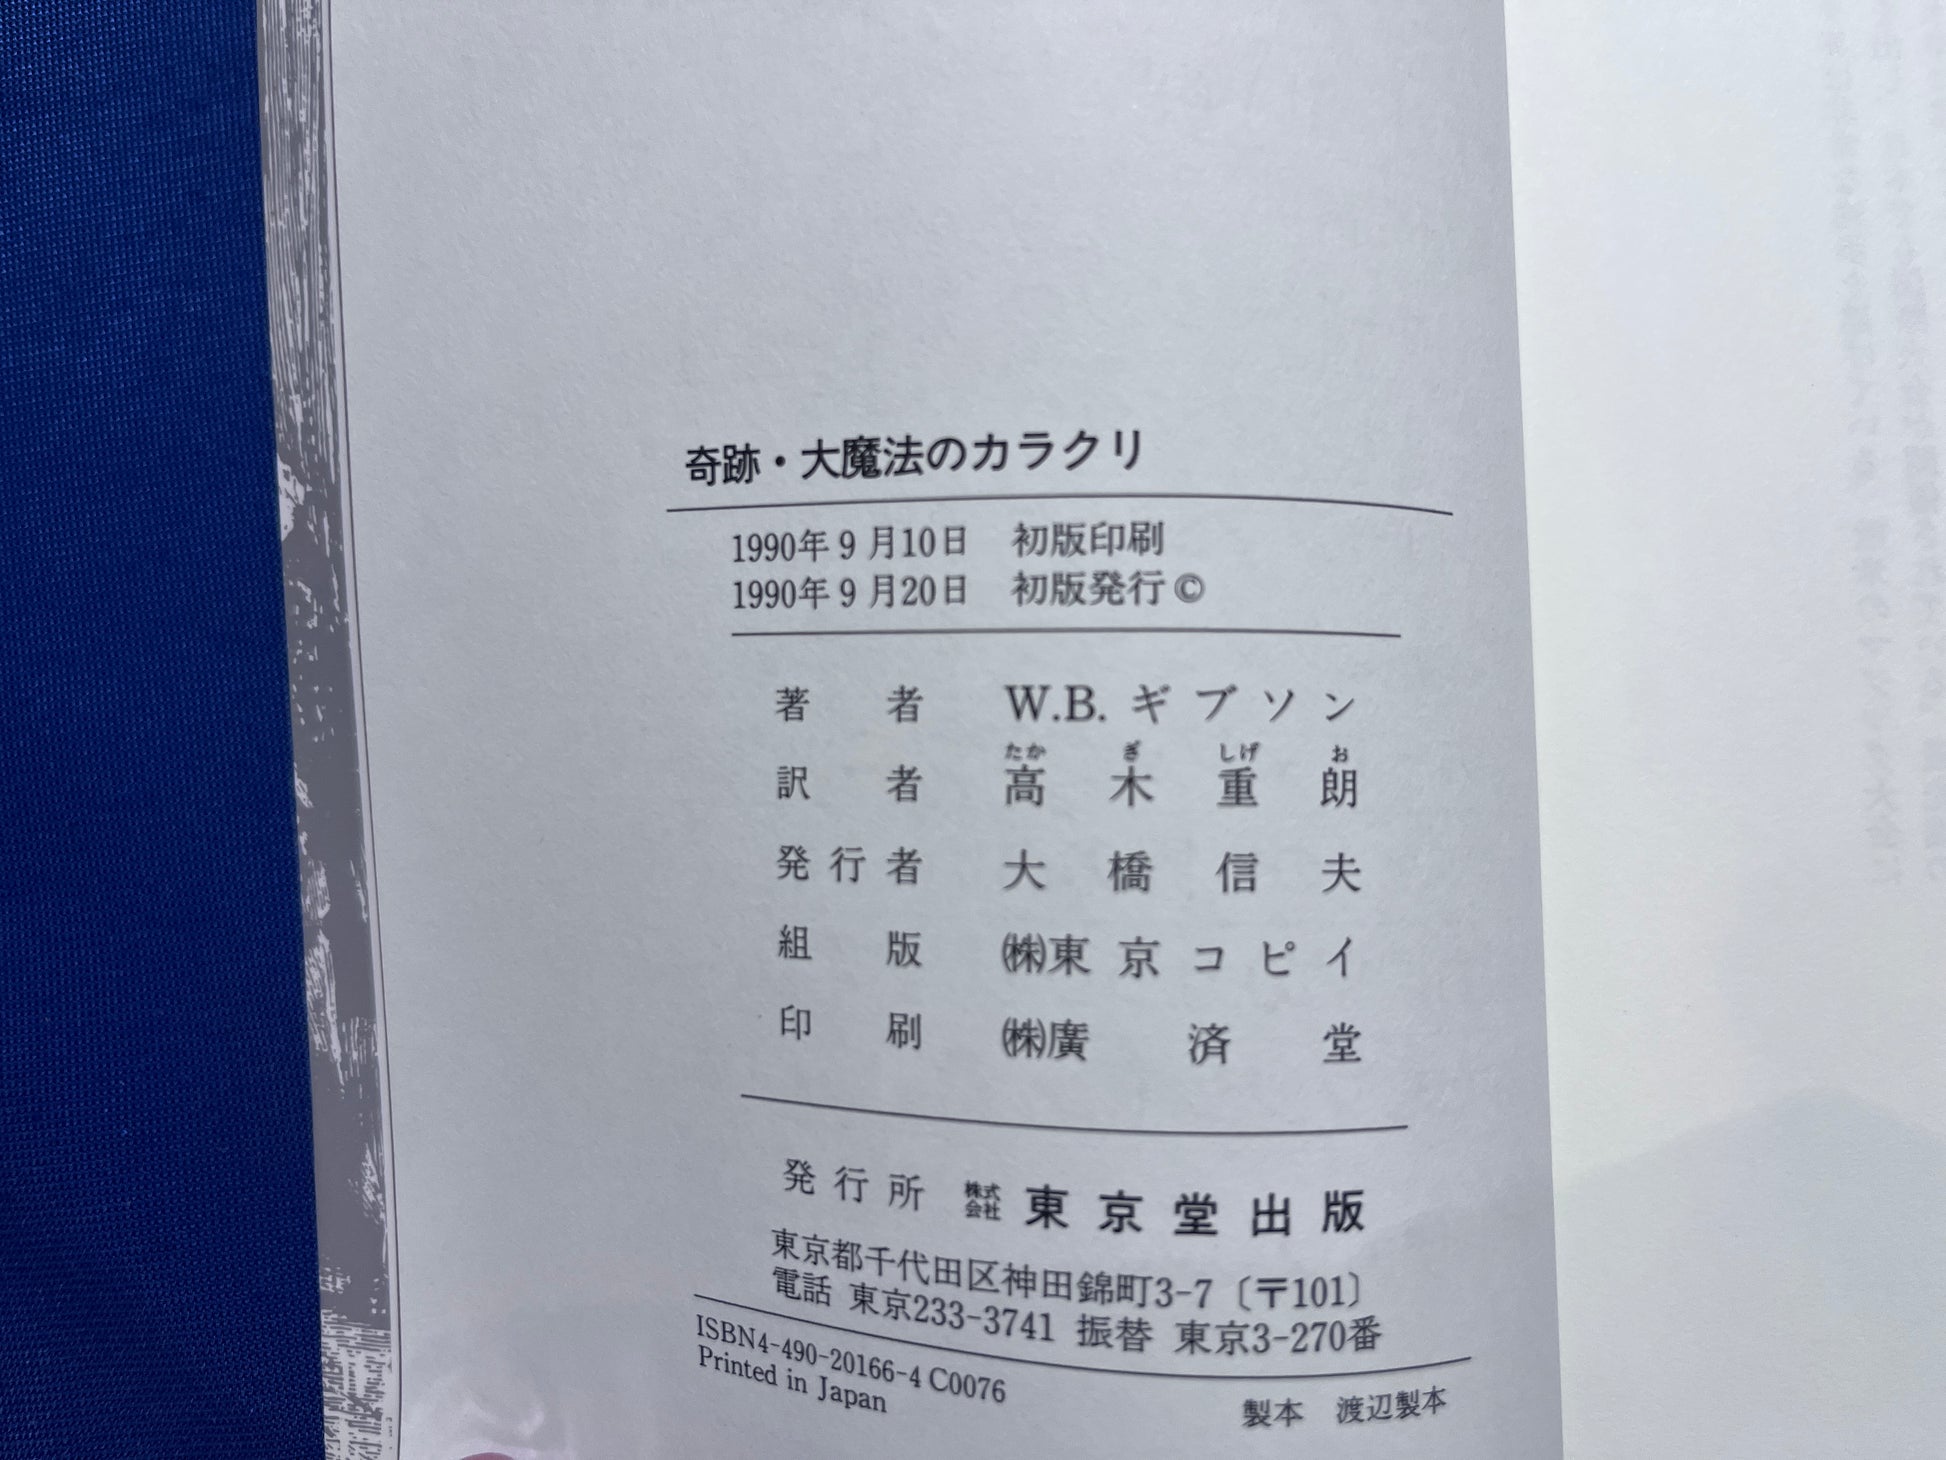 奇跡・大魔法のカラクリ
1990年9月10日 初版印刷
1990年9月20日 初版発行 ©
著者 W.B.ギブソン
たか ぎ しげ お
訳者 高木重朗
発行者 大橋信夫
組版 ㈱東京コピイ
印刷 ㈱廣済堂
発行所 株式会社 東京堂出版
東京都千代田区神田錦町3-7〔〒101〕
電話 東京233-3741 振替 東京3-270番
ISBN4-490-20166-4 C0076
Printed in Japan
製本 渡辺製本